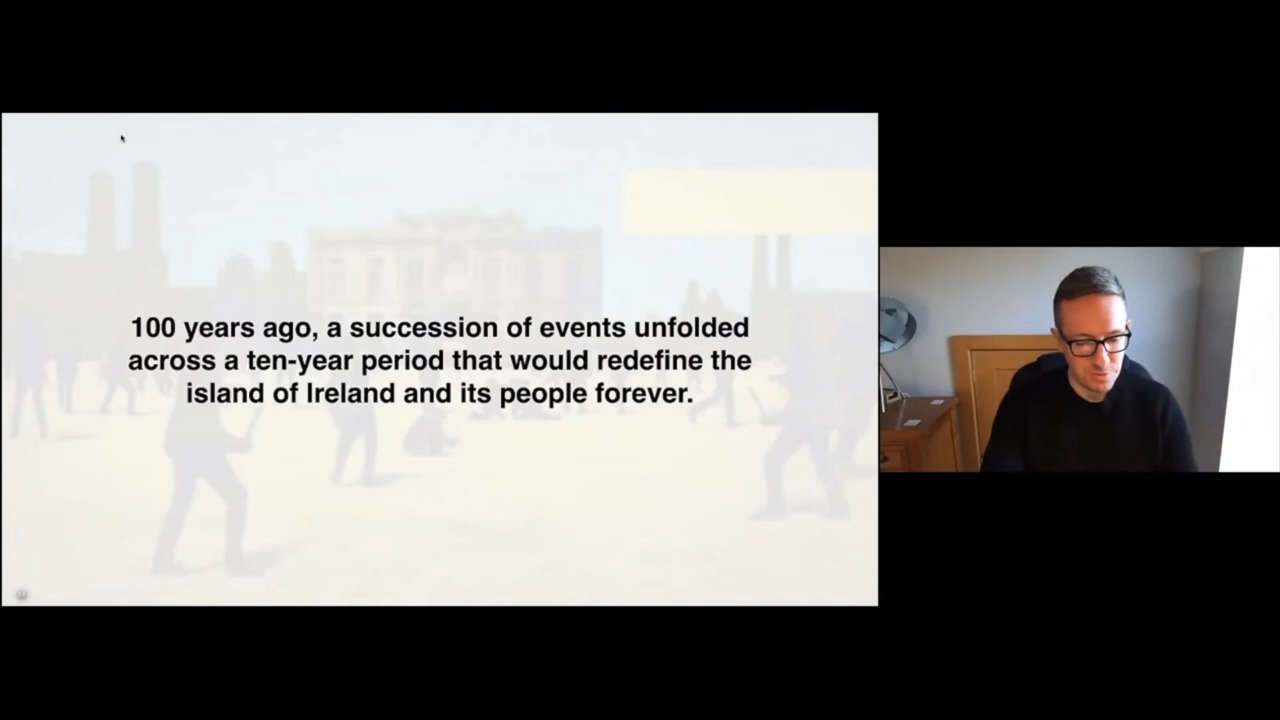 100 years ago, a succession of events unfolded
across a ten-year period that would redefine the
island of Ireland and its people forever.